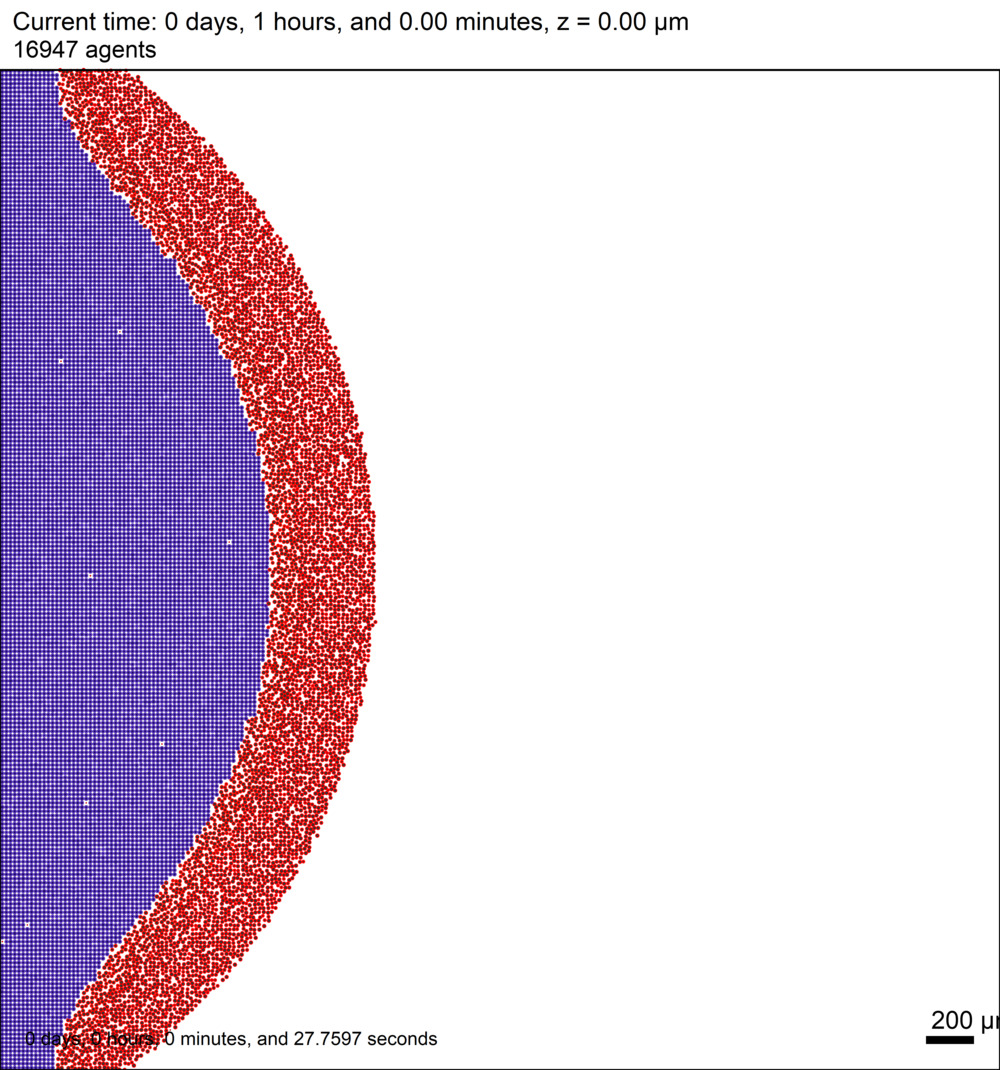 Current time: 0 days, 1 hours, and 0.00 minutes, z = 0.00 μm
16947 agents
200 μ
0 days, 0 hours, 0 minutes, and 27.7597 seconds